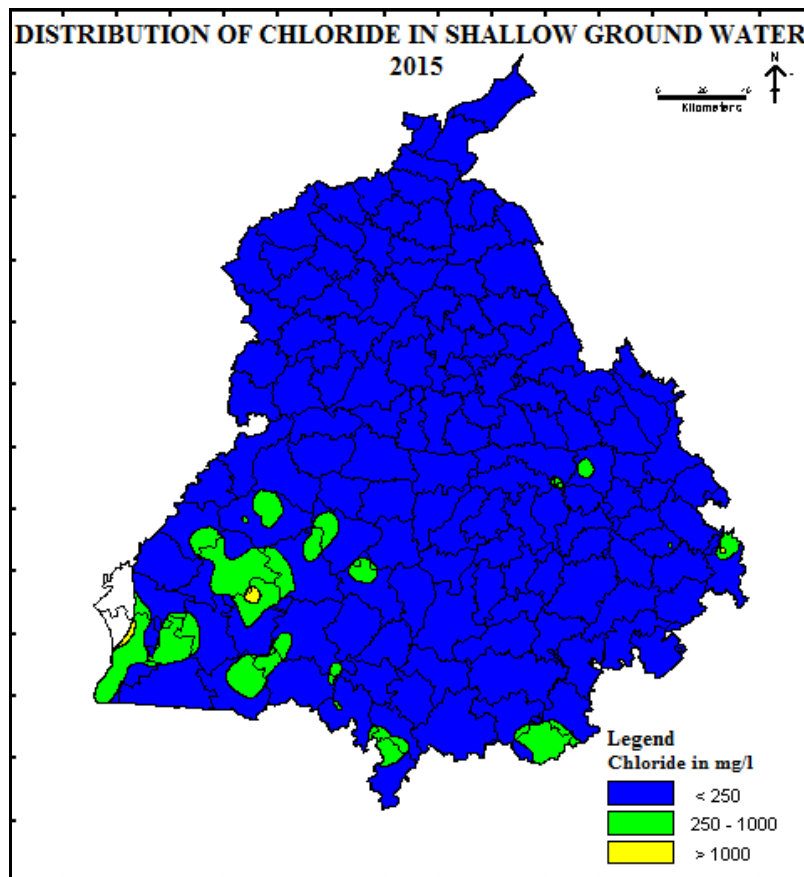 DISTRIBUTION OF CHLORIDE IN SHALLOW GROUND WATER
2015
N
Kilometers
Legend
Chloride in mg/l
< 250
250 - 1000
> 1000